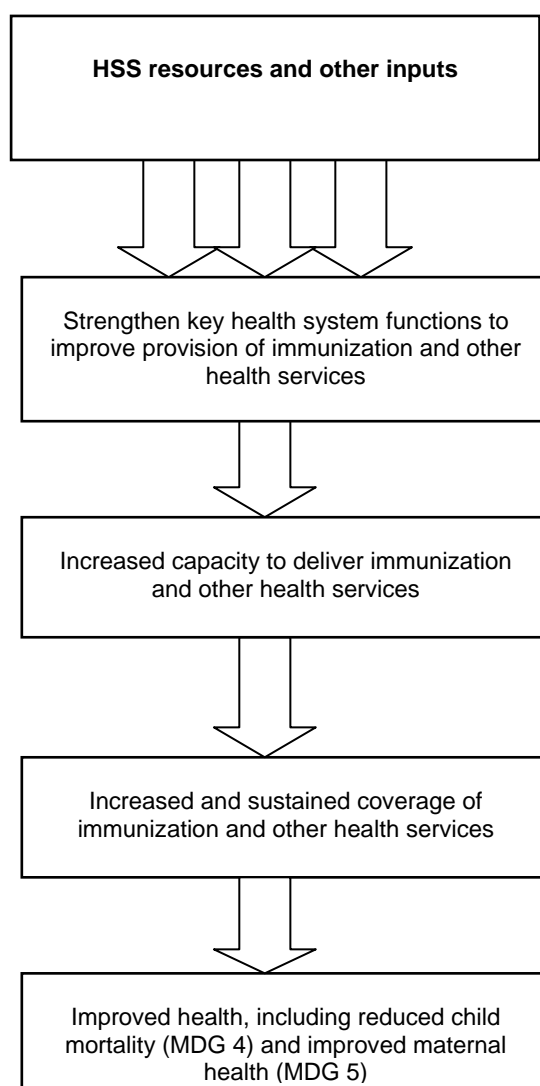 HSS resources and other inputs
Strengthen key health system functions to
improve provision of immunization and other
health services
Increased capacity to deliver immunization
and other health services
Increased and sustained coverage of
immunization and other health services
Improved health, including reduced child
mortality (MDG 4) and improved maternal
health (MDG 5)